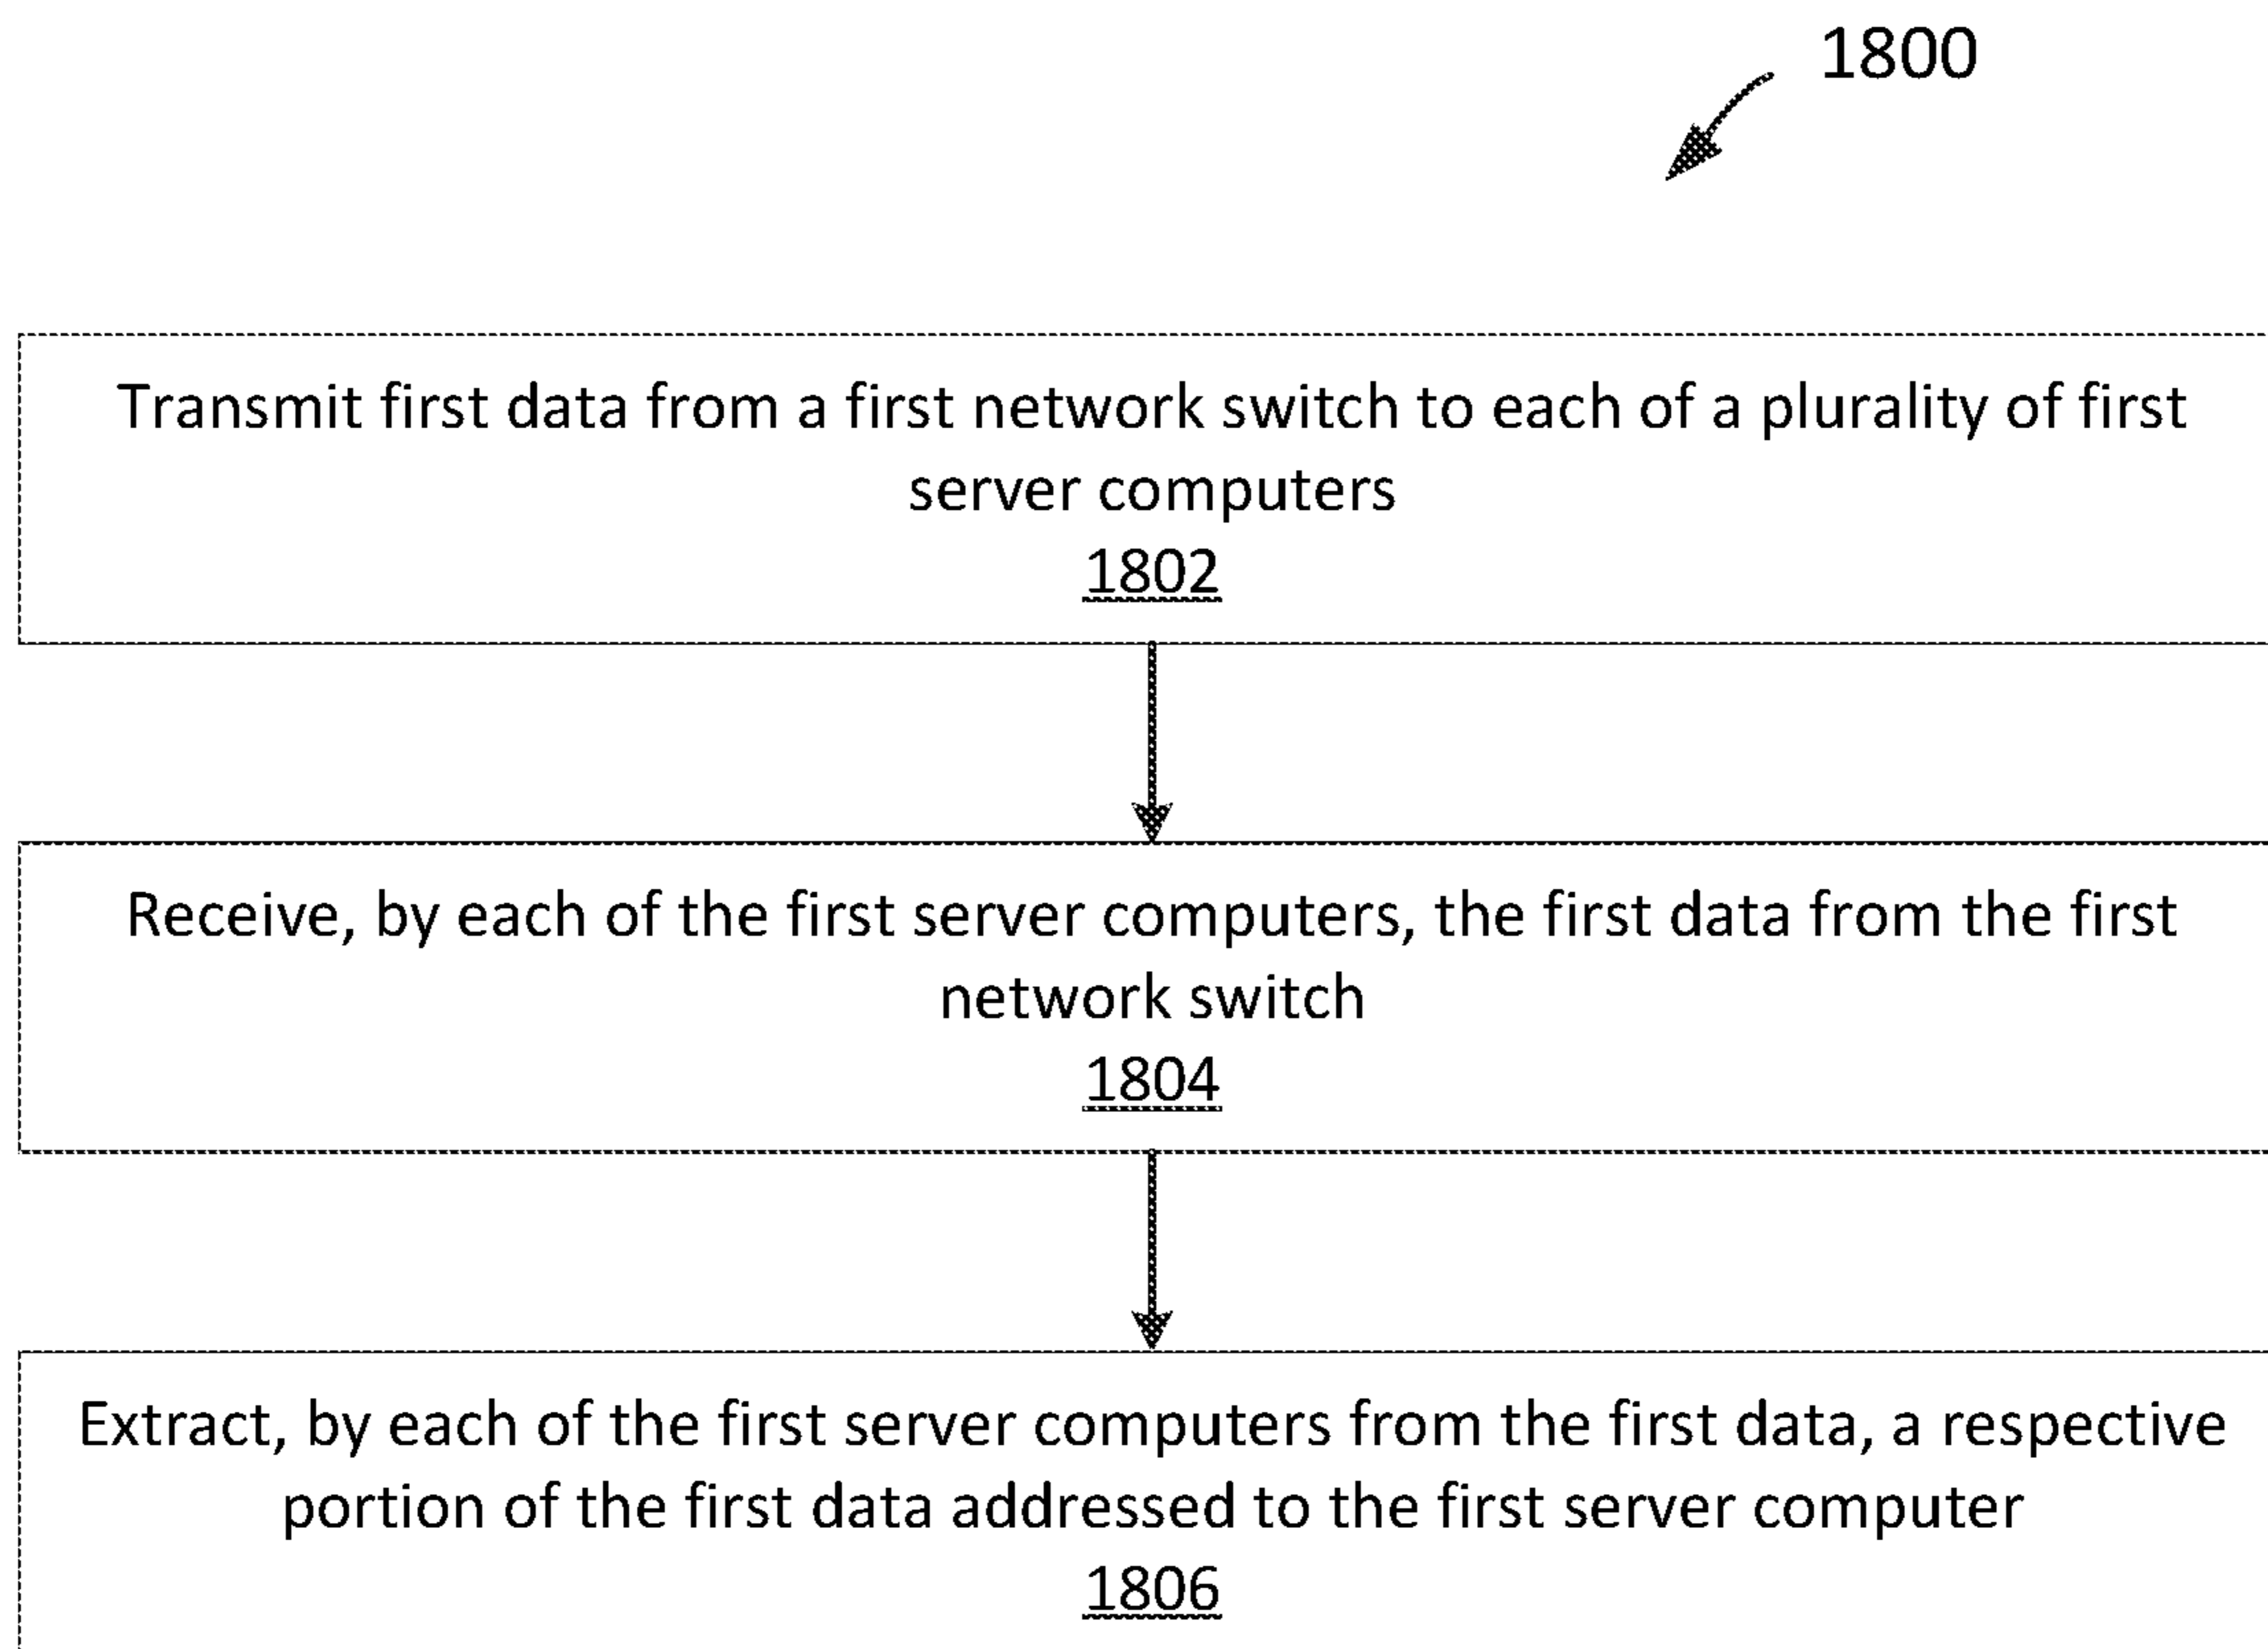 1800
Transmit first data from a first network switch to each of a plurality of first
server computers
1802
Receive, by each of the first server computers, the first data from the first
network switch
1804
Extract, by each of the first server computers from the first data, a respective
portion of the first data addressed to the first server computer
1806